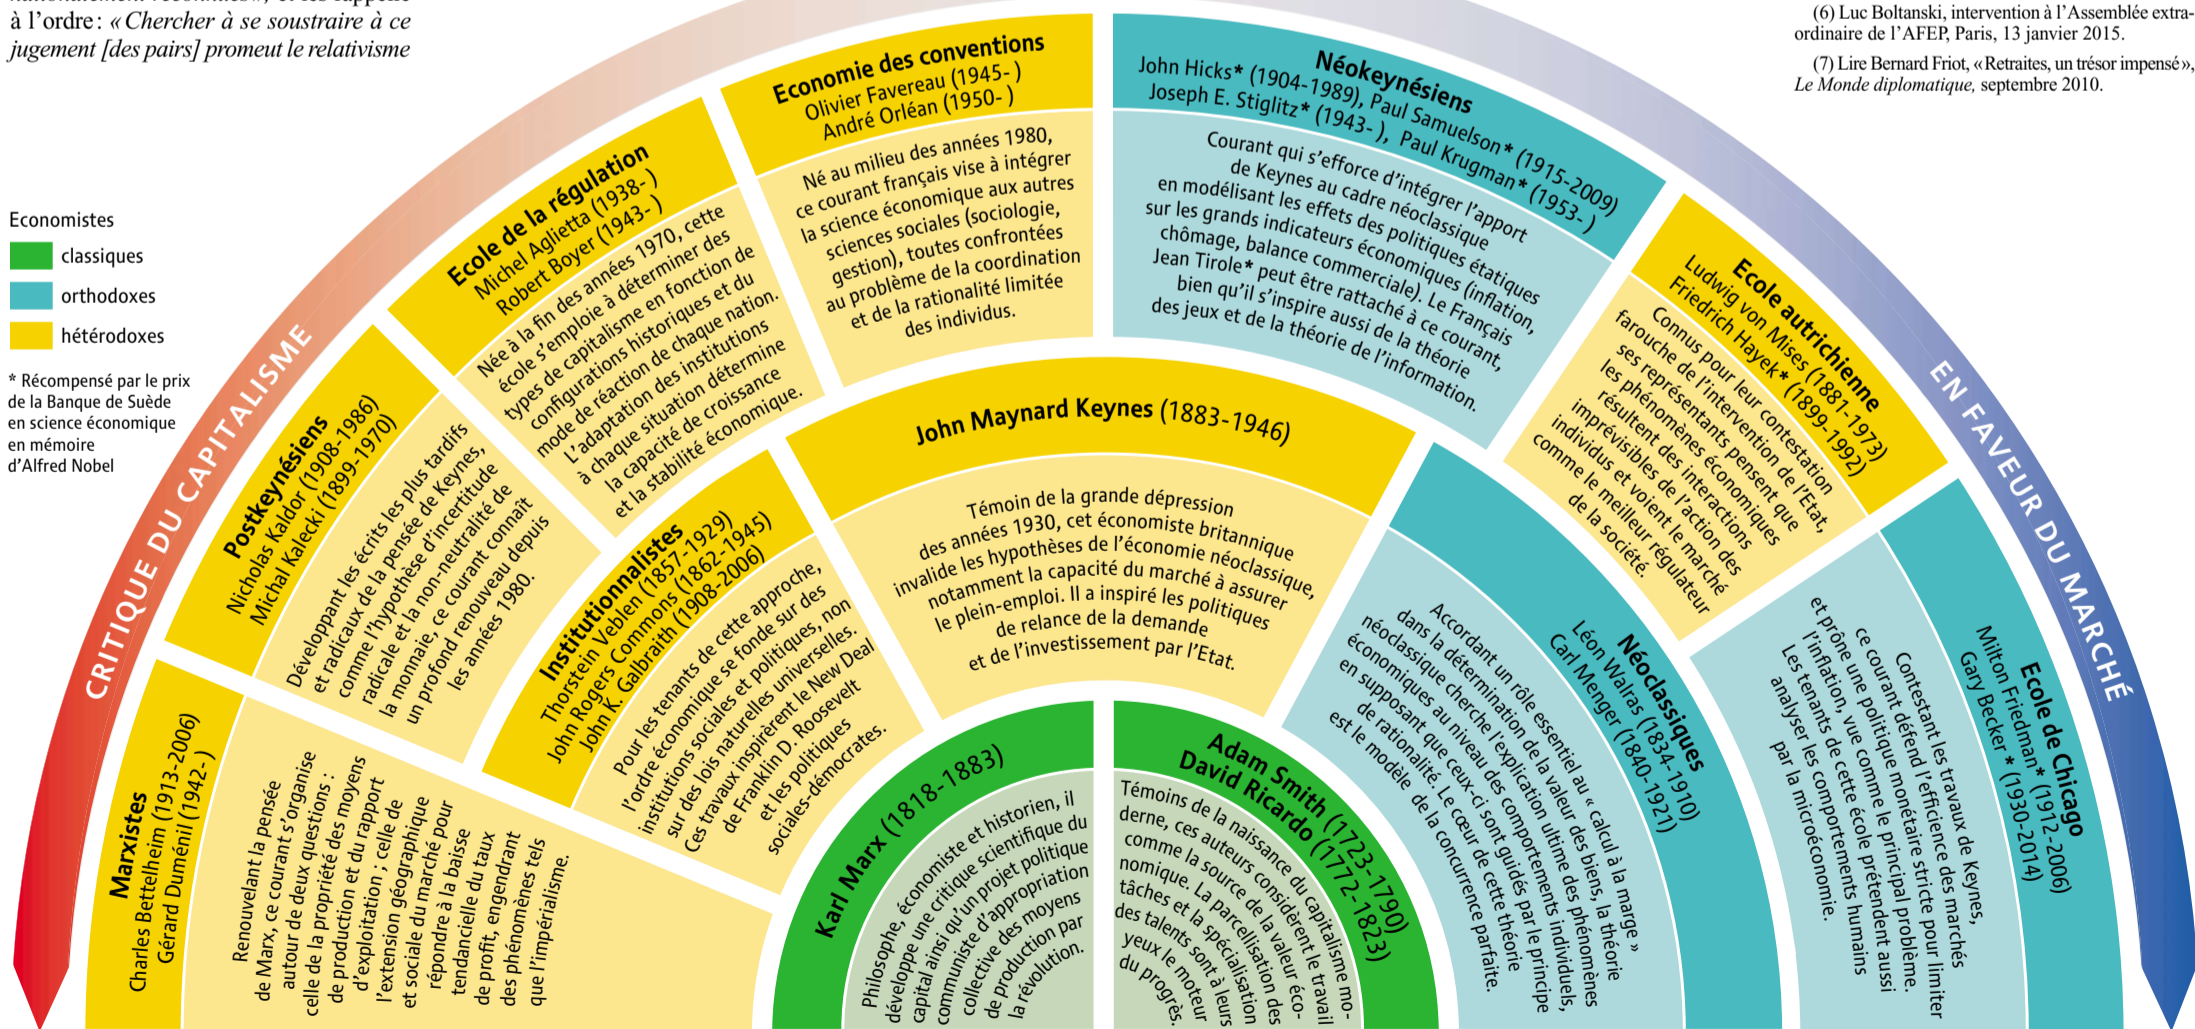 nationalement reconnues», et les rappelle
à l'ordre: «Chercher à se soustraire à ce
jugement [des pairs] promeut le relativisme
(6) Luc Boltanski, intervention à l'Assemblée extra-
ordinaire de l'AFEP, Paris, 13 janvier 2015.
(7) Lire Bernard Friot, «Retraites, un trésor impensé»,
Le Monde diplomatique, septembre 2010.
Economistes
classiques
orthodoxes
hétérodoxes
* Récompensé par le prix
de la Banque de Suède
en science économique
en mémoire
d'Alfred Nobel
CRITIQUE DU CAPITALISME
EN FAVEUR DU MARCHÉ
Marxistes
Charles Bettelheim (1913-2006)
Gérard Duménil (1942- )
Renouvelant la pensée
de Marx, ce courant s'organise
autour de deux questions :
celle de la propriété des moyens
de production et du rapport
d'exploitation ; celle de
l'extension géographique
et sociale du marché pour
répondre à la baisse
tendancielle du taux
de profit, engendrant
des phénomènes tels
que l'impérialisme.
Postkeynésiens
Nicholas Kaldor (1908-1986)
Michal Kalecki (1899-1970)
Développant les écrits les plus tardifs
et radicaux de la pensée de Keynes,
comme l'hypothèse d'incertitude
radicale et la non-neutralité de
la monnaie, ce courant connaît
un profond renouveau depuis
les années 1980.
Ecole de la régulation
Michel Aglietta (1938- )
Robert Boyer (1943- )
Née à la fin des années 1970, cette
école s'emploie à déterminer des
types de capitalisme en fonction de
configurations historiques et du
mode de réaction de chaque nation.
L'adaptation des institutions
à chaque situation détermine
la capacité de croissance
et la stabilité économique.
Economie des conventions
Olivier Favereau (1945- )
André Orléan (1950- )
Né au milieu des années 1980,
ce courant français vise à intégrer
la science économique aux autres
sciences sociales (sociologie,
gestion), toutes confrontées
au problème de la coordination
et de la rationalité limitée
des individus.
Néokeynésiens
John Hicks* (1904-1989), Paul Samuelson* (1915-2009)
Joseph E. Stiglitz* (1943- ), Paul Krugman* (1953- )
Courant qui s'efforce d'intégrer l'apport
de Keynes au cadre néoclassique
en modélisant les effets des politiques étatiques
sur les grands indicateurs économiques (inflation,
chômage, balance commerciale). Le Français
Jean Tirole* peut être rattaché à ce courant,
bien qu'il s'inspire aussi de la théorie
des jeux et de la théorie de l'information.
Ecole autrichienne
Ludwig von Mises (1881-1973)
Friedrich Hayek* (1899-1992)
Connus pour leur contestation
farouche de l'intervention de l'Etat,
ses représentants pensent que
les phénomènes économiques
résultent des interactions
imprévisibles de l'action des
individus et voient le marché
comme le meilleur régulateur
de la société.
Ecole de Chicago
Milton Friedman* (1912-2006)
Gary Becker * (1930-2014)
Contestant les travaux de Keynes,
ce courant défend l'efficience des marchés
et prône une politique monétaire stricte pour limiter
l'inflation, vue comme le principal problème.
Les tenants de cette école prétendent aussi
analyser les comportements humains
par la microéconomie.
Institutionnalistes
Thorstein Veblen (1857-1929)
John Rogers Commons (1862-1945)
John K. Galbraith (1908-2006)
Pour les tenants de cette approche,
l'ordre économique se fonde sur des
institutions sociales et politiques, non
sur des lois naturelles universelles.
Ces travaux inspirèrent le New Deal
de Franklin D. Roosevelt
et les politiques
sociales-démocrates.
John Maynard Keynes (1883-1946)
Témoin de la grande dépression
des années 1930, cet économiste britannique
invalide les hypothèses de l'économie néoclassique,
notamment la capacité du marché à assurer
le plein-emploi. Il a inspiré les politiques
de relance de la demande
et de l'investissement par l'Etat.
Néoclassiques
Léon Walras (1834-1910)
Carl Menger (1840-1921)
Accordant un rôle essentiel au « calcul à la marge »
dans la détermination de la valeur des biens, la théorie
néoclassique cherche l'explication ultime des phénomènes
économiques au niveau des comportements individuels,
en supposant que ceux-ci sont guidés par le principe
de rationalité. Le cœur de cette théorie
est le modèle de la concurrence parfaite.
Karl Marx (1818-1883)
Philosophe, économiste et historien, il
développe une critique scientifique du
capital ainsi qu'un projet politique
communiste d'appropriation
collective des moyens
de production par
la révolution.
Adam Smith (1723-1790)
David Ricardo (1772-1823)
Témoins de la naissance du capitalisme mo-
derne, ces auteurs considèrent le travail
comme la source de la valeur éco-
nomique. La parcellisation des
tâches et la spécialisation
des talents sont à leurs
yeux le moteur
du progrès.